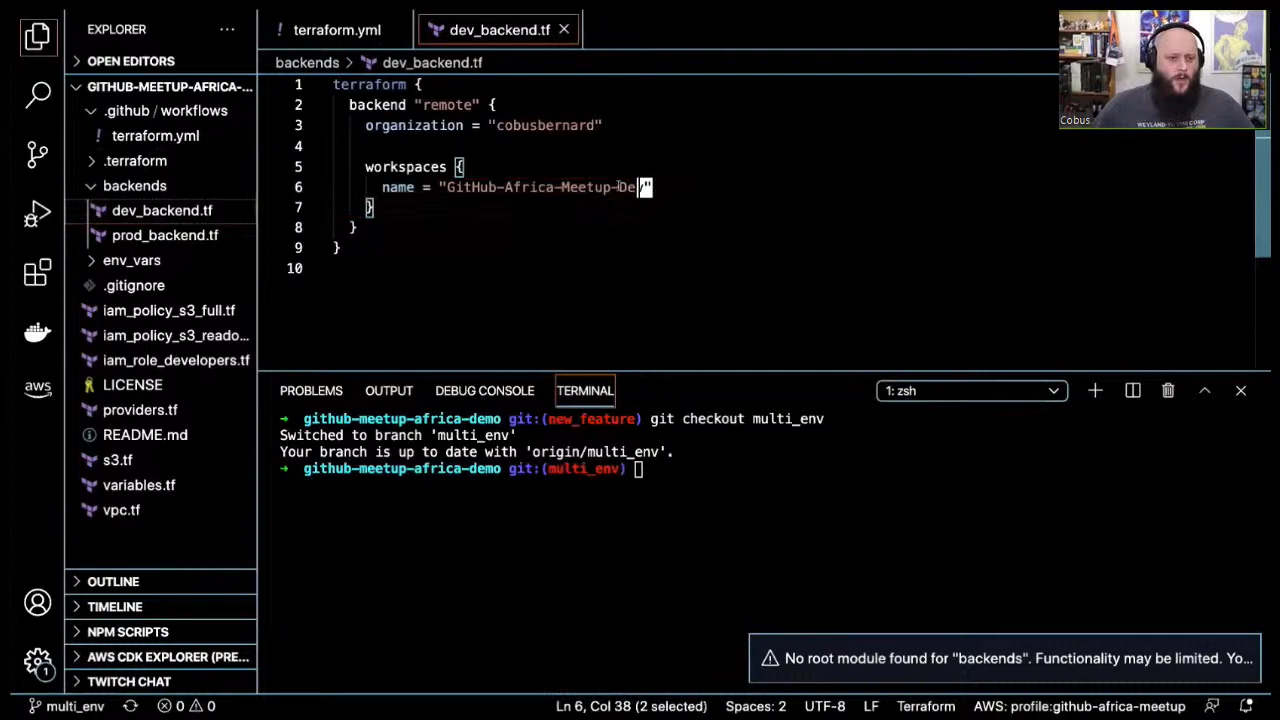 EXPLORER
OPEN EDITORS
GITHUB-MEETUP-AFRICA-...
.github / workflows
terraform.yml
.terraform
backends
dev_backend.tf
prod_backend.tf
env_vars
.gitignore
iam_policy_s3_full.tf
iam_policy_s3_reado...
iam_role_developers.tf
LICENSE
providers.tf
README.md
s3.tf
variables.tf
vpc.tf
OUTLINE
TIMELINE
NPM SCRIPTS
AWS CDK EXPLORER (PRE...
TWITCH CHAT
aws
1
terraform.yml
dev_backend.tf
backends > dev_backend.tf
1 terraform {
2 backend "remote" {
3 organization = "cobusbernard"
4
5 workspaces {
6 name = "GitHub-Africa-Meetup-Dev"
7 }
8 }
9 }
10
Cobus
PROBLEMS OUTPUT DEBUG CONSOLE TERMINAL 1: zsh
→ github-meetup-africa-demo git:(new_feature) git checkout multi_env
Switched to branch 'multi_env'
Your branch is up to date with 'origin/multi_env'.
→ github-meetup-africa-demo git:(multi_env)
No root module found for "backends". Functionality may be limited. Yo...
multi_env 0 0 Ln 6, Col 38 (2 selected) Spaces: 2 UTF-8 LF Terraform AWS: profile:github-africa-meetup